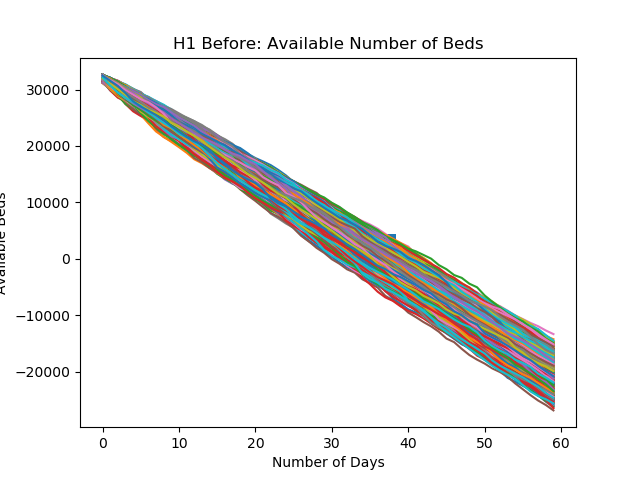 H1 Before: Available Number of Beds
30000
20000
10000
0
−10000
−20000
Available Beds
0 10 20 30 40 50 60
Number of Days